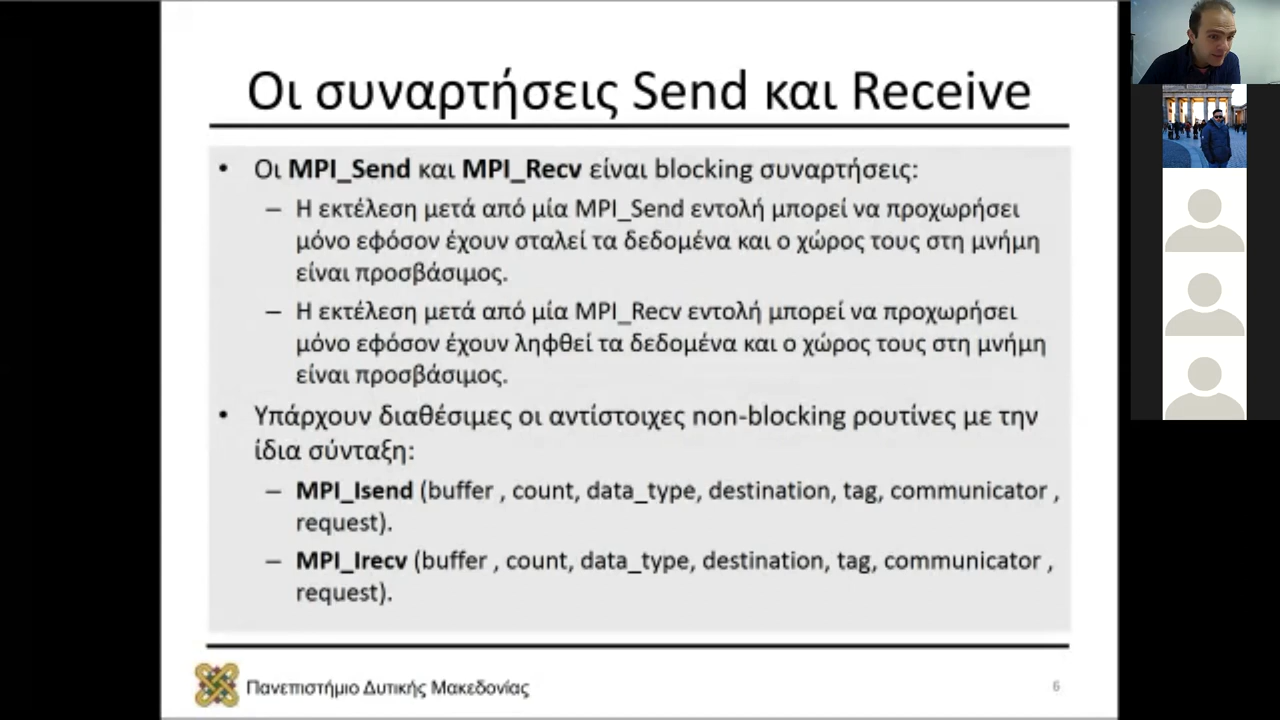 Οι συναρτήσεις Send και Receive
• Οι MPI_Send και MPI_Recv είναι blocking συναρτήσεις:
– Η εκτέλεση μετά από μία MPI_Send εντολή μπορεί να προχωρήσει
μόνο εφόσον έχουν σταλεί τα δεδομένα και ο χώρος τους στη μνήμη
είναι προσβάσιμος.
– Η εκτέλεση μετά από μία MPI_Recv εντολή μπορεί να προχωρήσει
μόνο εφόσον έχουν ληφθεί τα δεδομένα και ο χώρος τους στη μνήμη
είναι προσβάσιμος.
• Υπάρχουν διαθέσιμες οι αντίστοιχες non-blocking ρουτίνες με την
ίδια σύνταξη:
– MPI_Isend (buffer , count, data_type, destination, tag, communicator ,
request).
– MPI_Irecv (buffer , count, data_type, destination, tag, communicator ,
request).
Πανεπιστήμιο Δυτικής Μακεδονίας
6